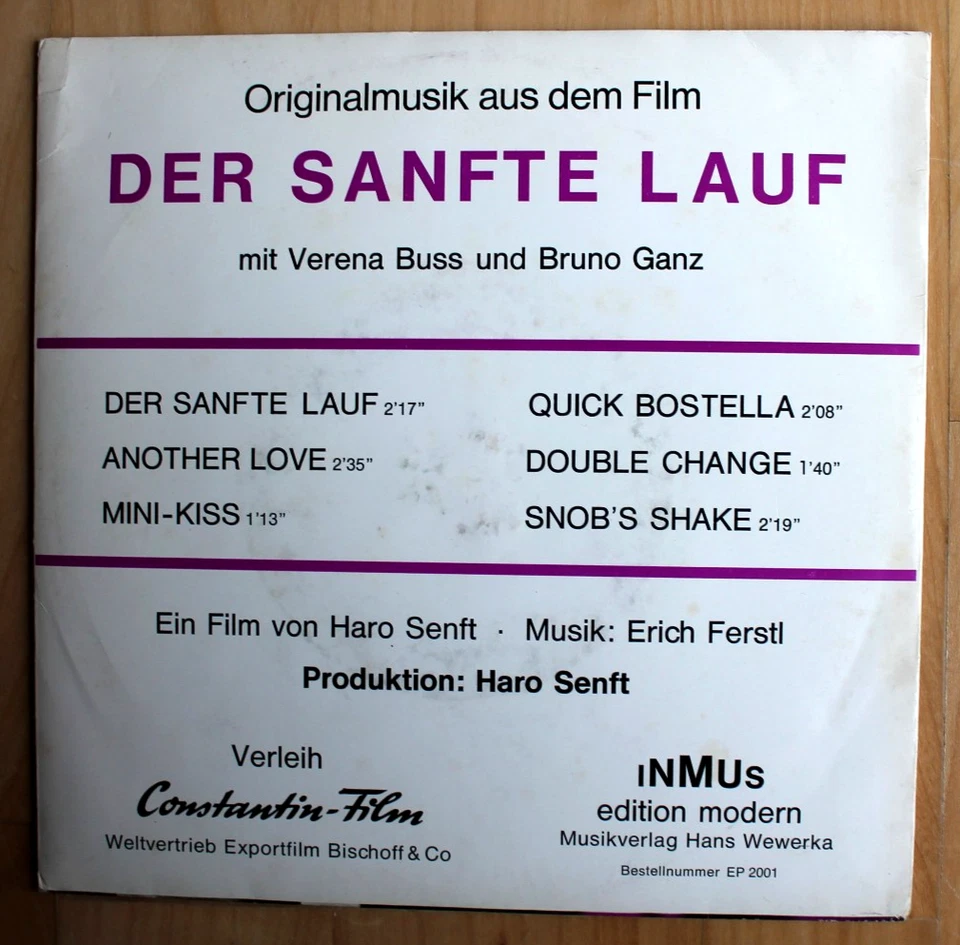 Originalmusik aus dem Film
DER SANFTE LAUF
mit Verena Buss und Bruno Ganz
DER SANFTE LAUF 2'17"
ANOTHER LOVE 2'35"
MINI-KISS 1'13"
QUICK BOSTELLA 2'08"
DOUBLE CHANGE 1'40"
SNOB'S SHAKE 2'19"
Ein Film von Haro Senft · Musik: Erich Ferstl
Produktion: Haro Senft
Verleih
Constantin-Film
Weltvertrieb Exportfilm Bischoff & Co
INMUS
edition modern
Musikverlag Hans Wewerka
Bestellnummer EP 2001